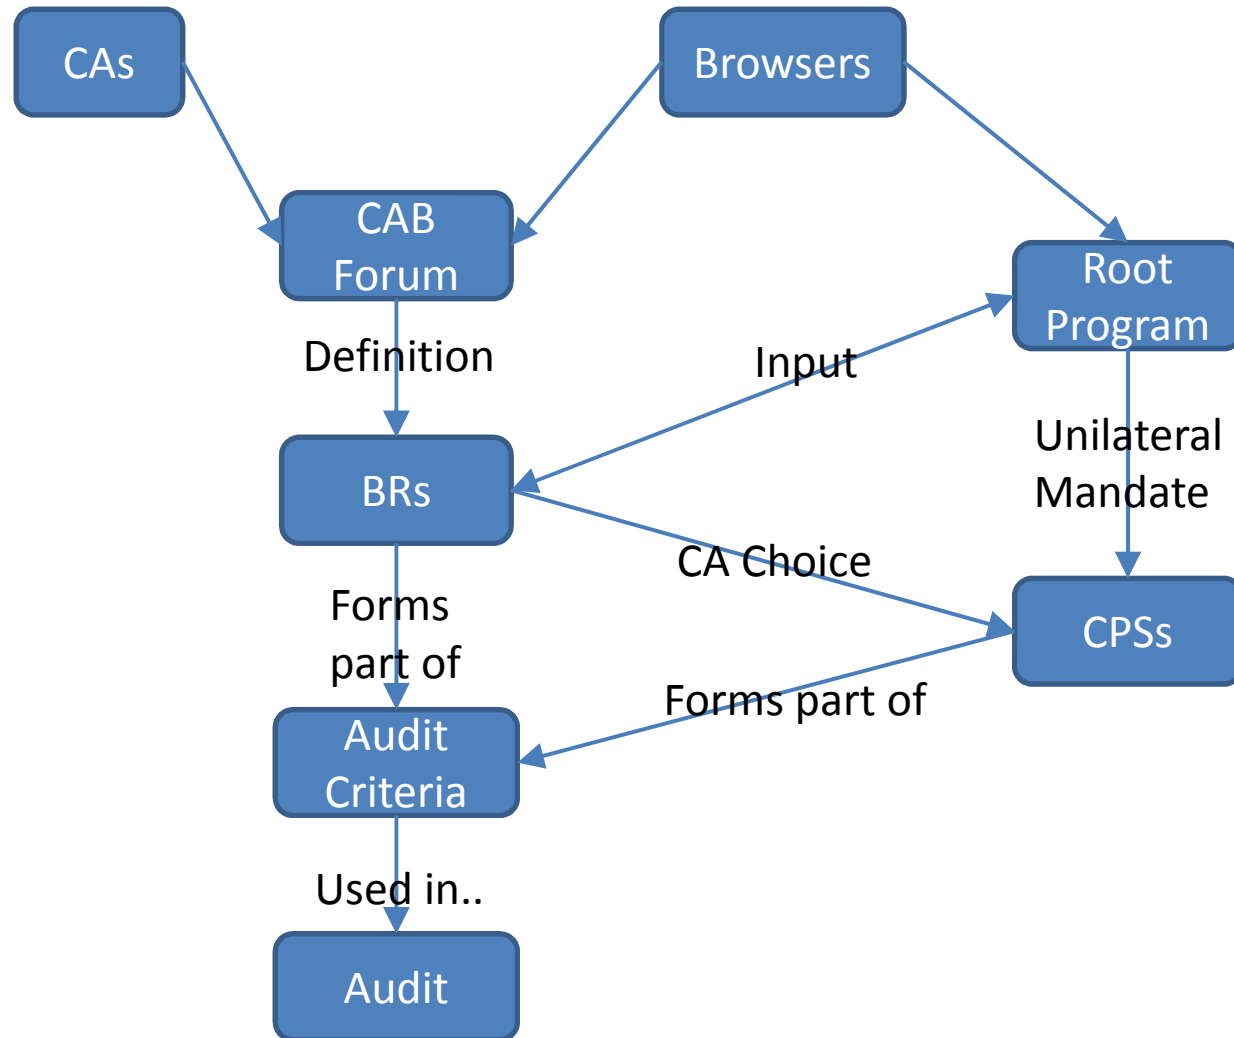 CAs
Browsers
CAB
Forum
Root
Program
Definition
Input
Unilateral
Mandate
BRs
CA Choice
Forms
part of
CPSs
Forms part of
Audit
Criteria
Used in..
Audit